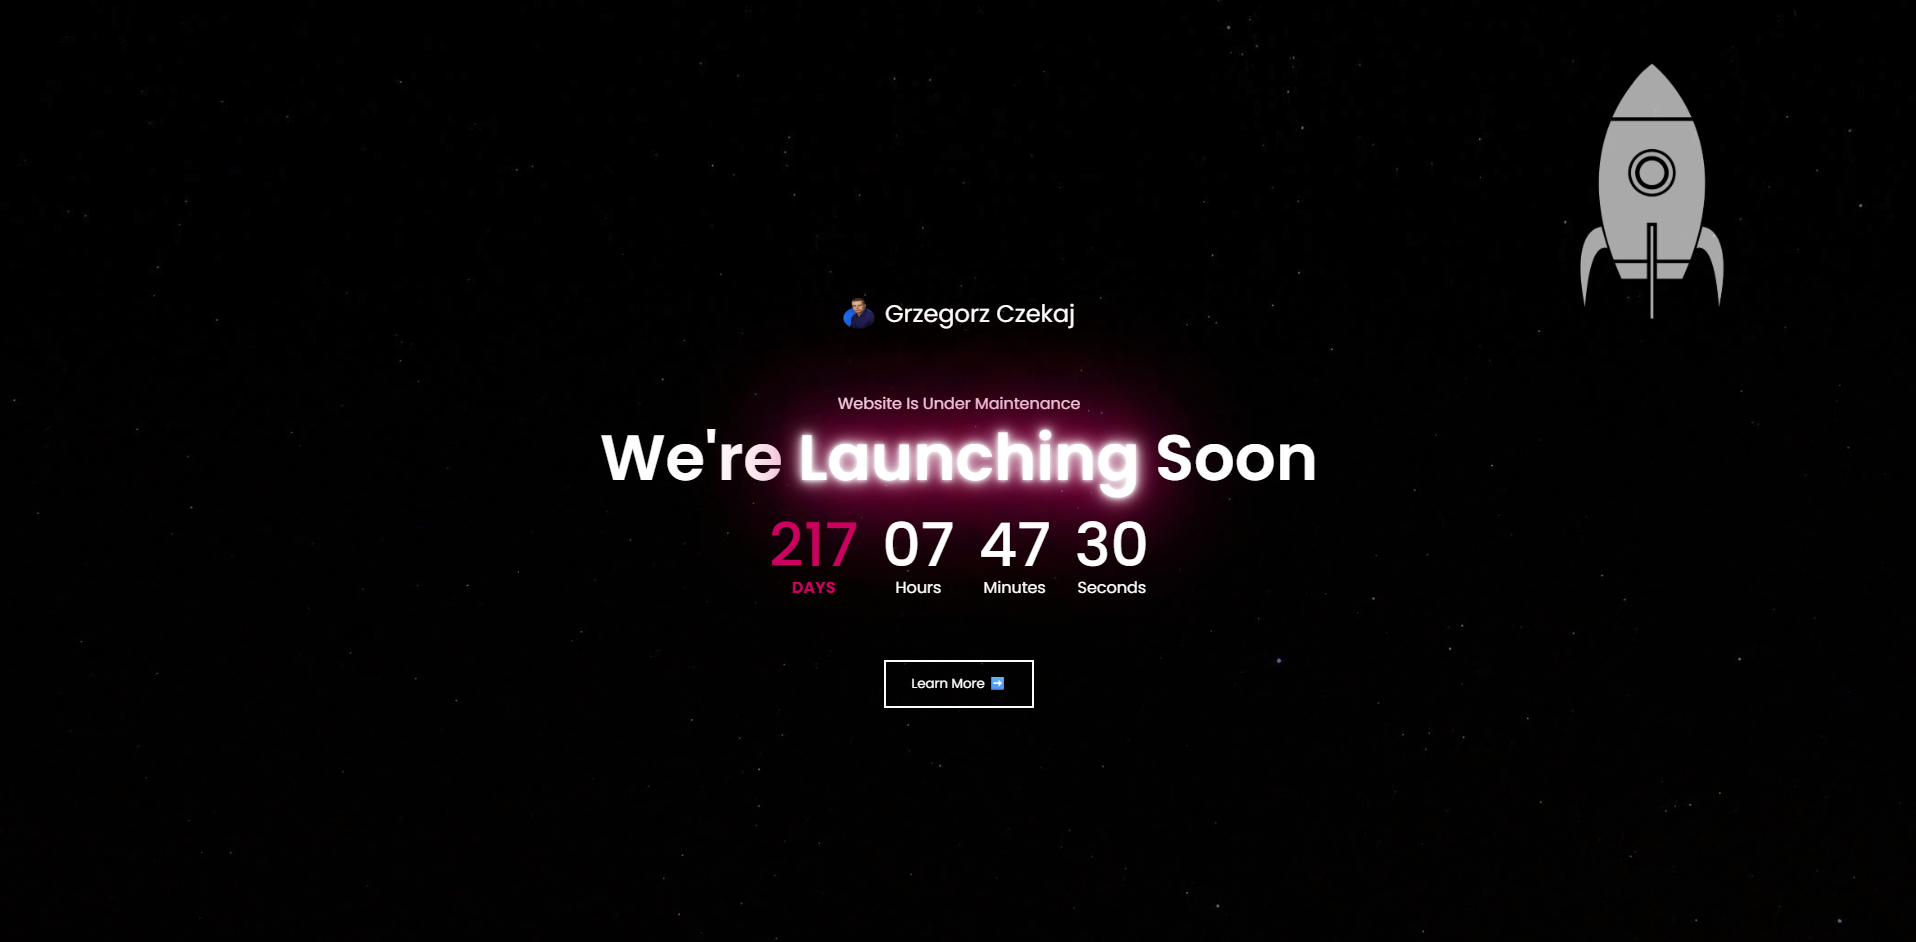 Grzegorz Czekaj
Website Is Under Maintenance
We're Launching Soon
217 07 47 30
DAYS Hours Minutes Seconds
Learn More ➡